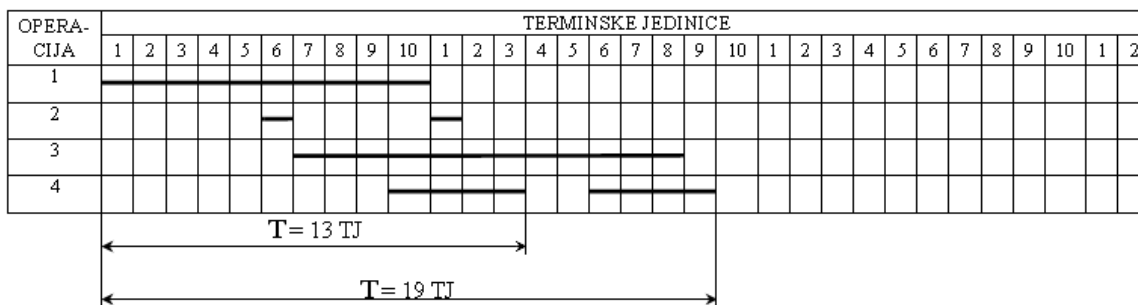 OPERA-
CIJA
TERMINSKE JEDINICE
1 2 3 4 5 6 7 8 9 10 1 2 3 4 5 6 7 8 9 10 1 2 3 4 5 6 7 8 9 10 1 2
1
2
3
4
T= 13 TJ
T= 19 TJ